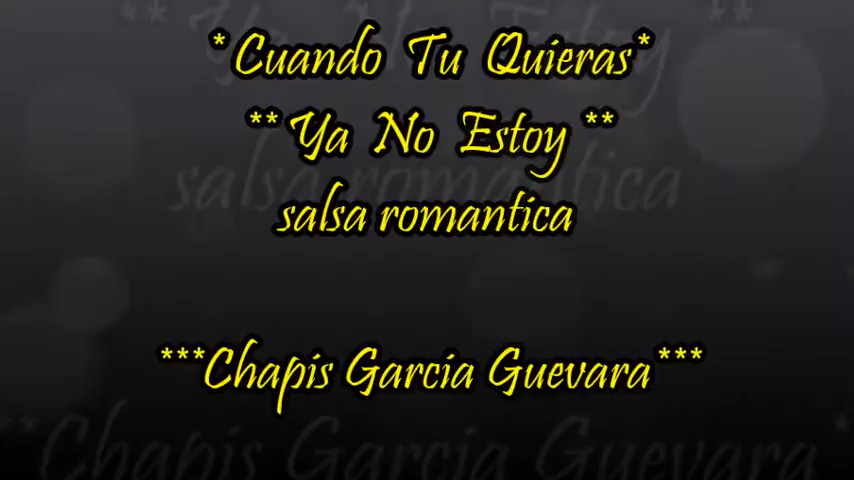 *Cuando Tu Quieras*
**Ya No Estoy**
salsa romantica
***Chapis Garcia Guevara***